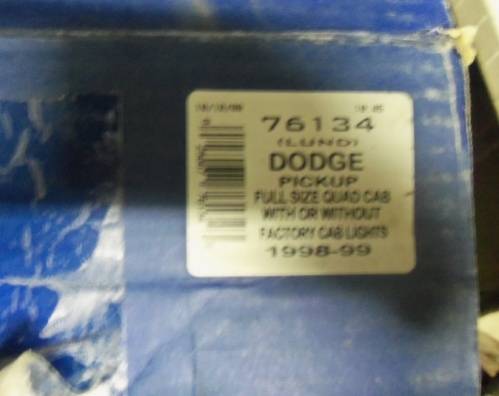 76134
(LUND)
DODGE
PICKUP
FULL SIZE QUAD CAB
WITH OR WITHOUT
FACTORY CAB LIGHTS
1998-99